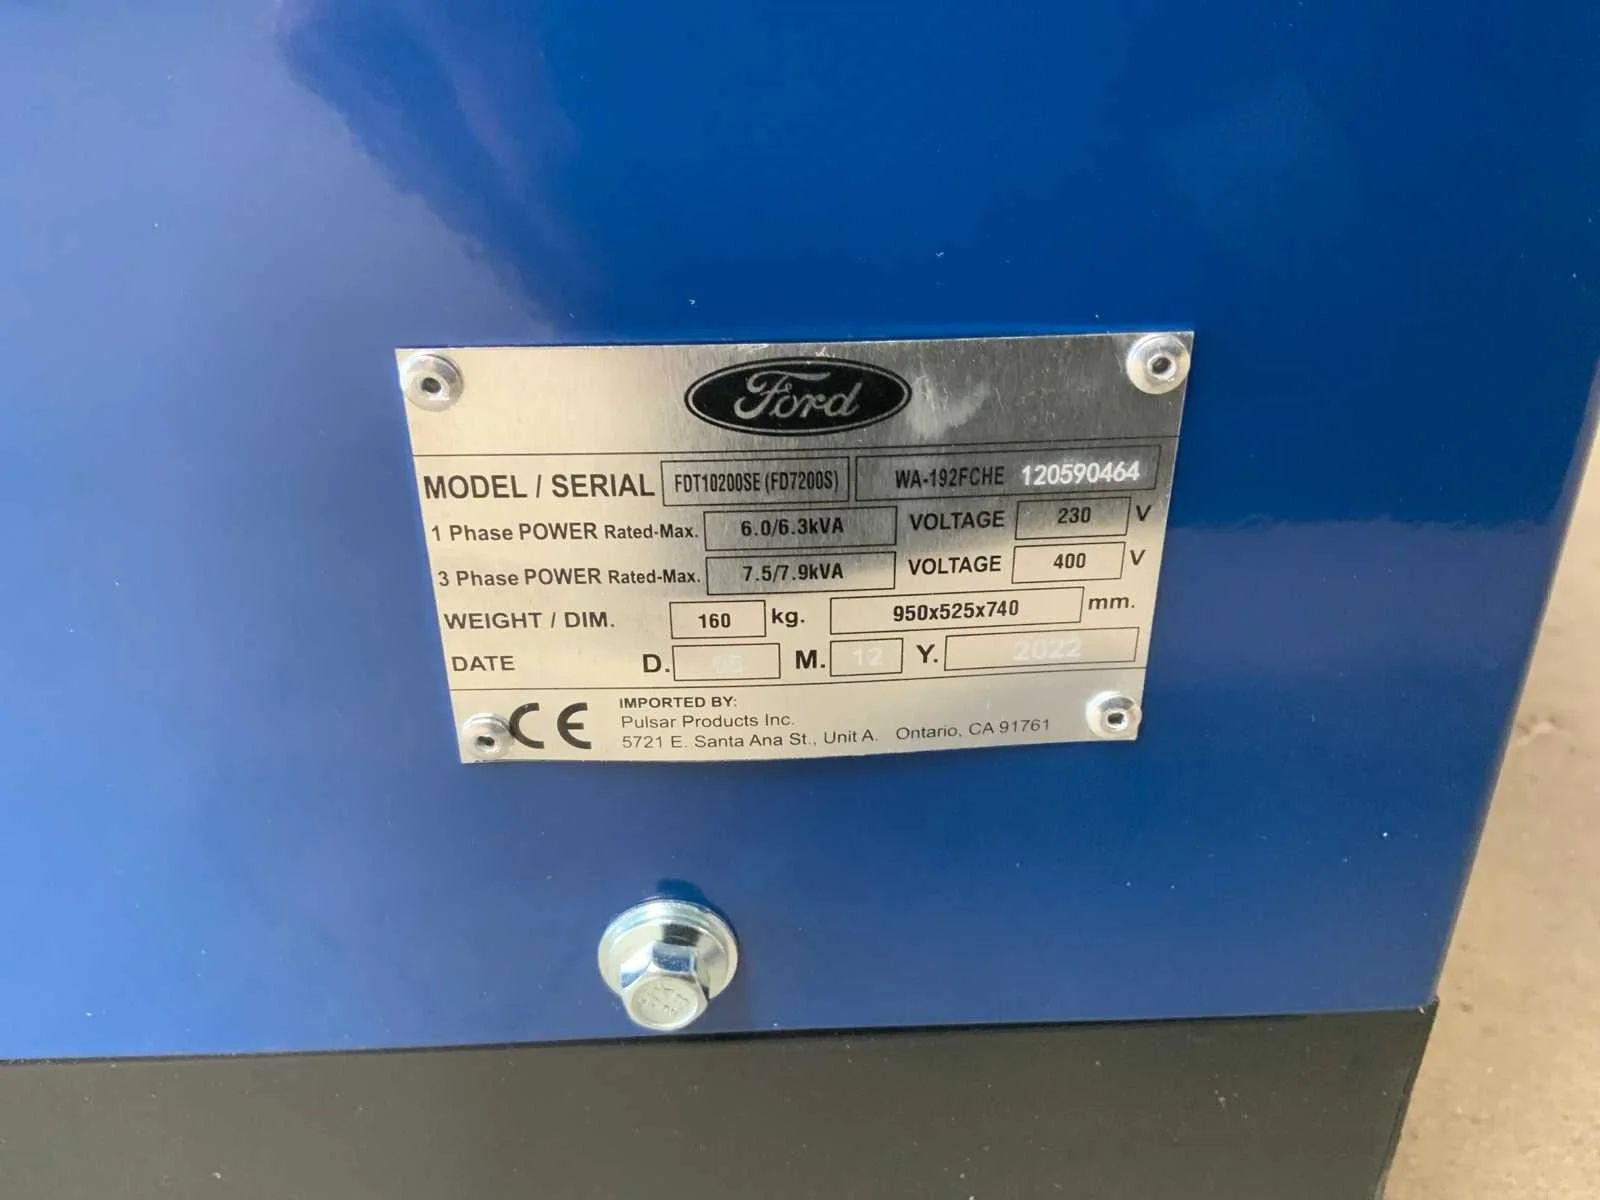 Ford
MODEL / SERIAL FDT10200SE (FD7200S) WA-192FCHE 120590464
1 Phase POWER Rated-Max. 6.0/6.3kVA VOLTAGE 230 V
3 Phase POWER Rated-Max. 7.5/7.9kVA VOLTAGE 400 V
WEIGHT / DIM. 160 kg. 950x525x740 mm.
DATE D. 05 M. 12 Y. 2022
CE IMPORTED BY:
Pulsar Products Inc.
5721 E. Santa Ana St., Unit A. Ontario, CA 91761